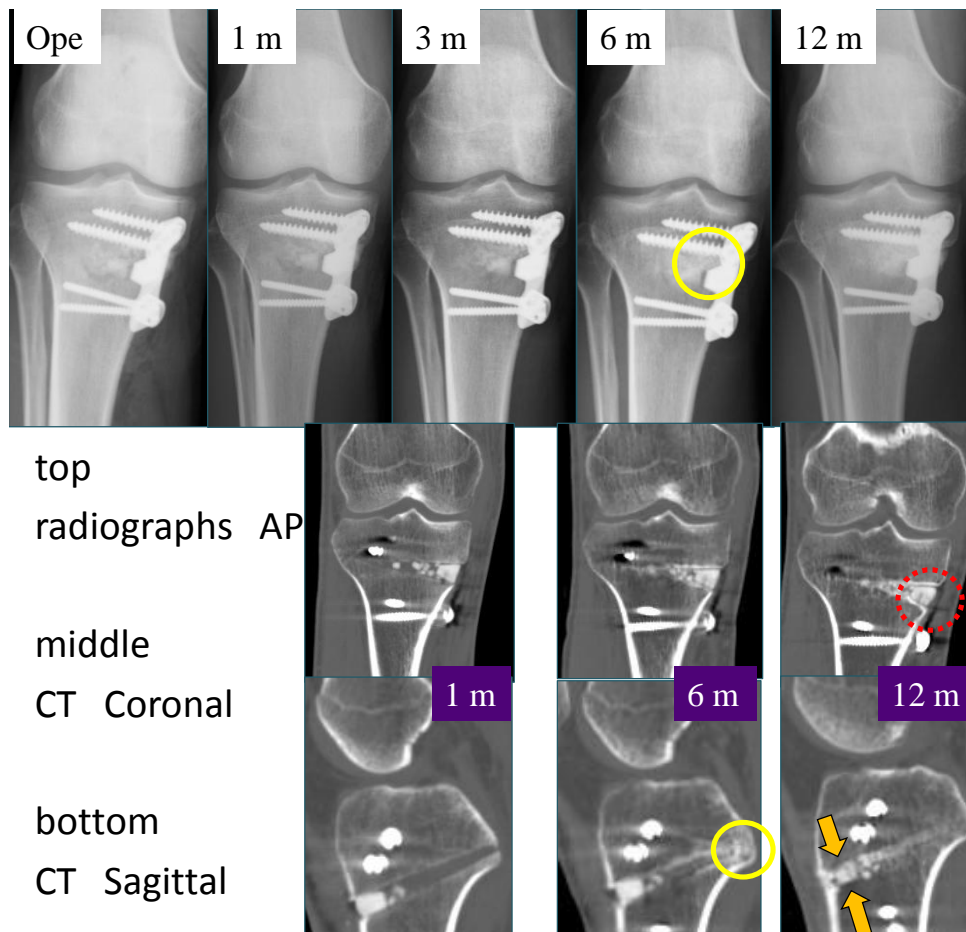 Ope 1 m 3 m 6 m 12 m
top
radiographs AP
middle
CT Coronal
1 m 6 m 12 m
bottom
CT Sagittal